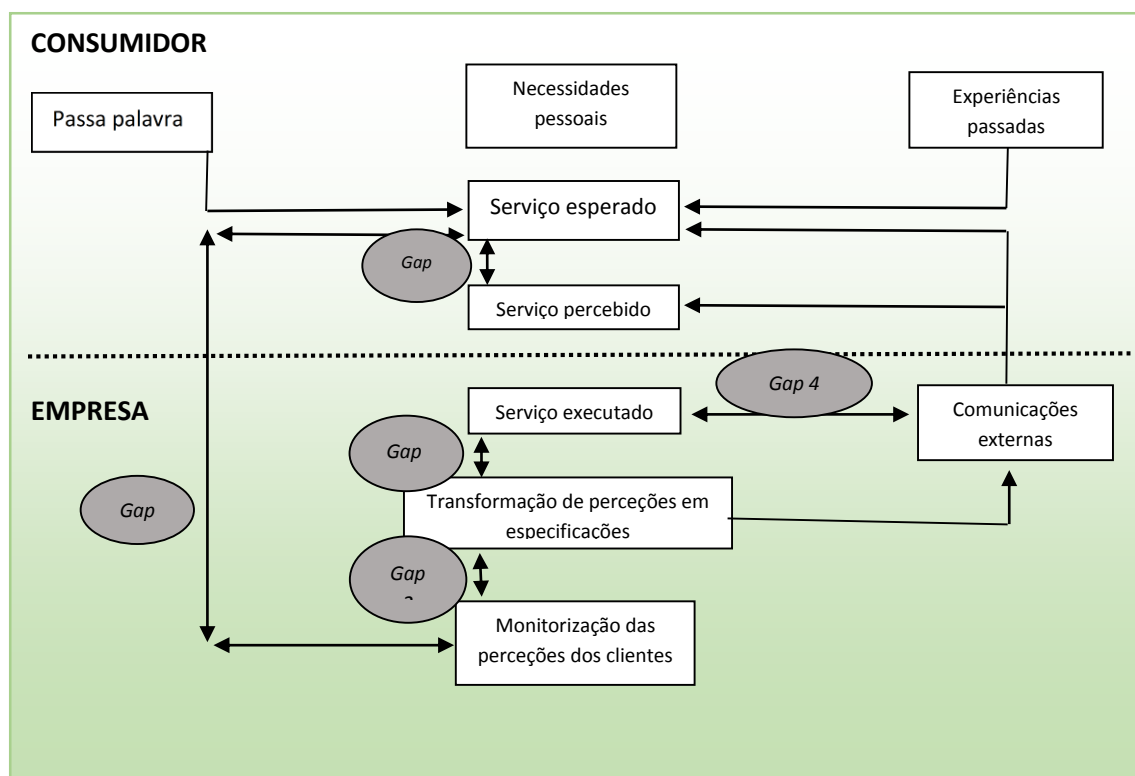 CONSUMIDOR
Passa palavra
Necessidades
pessoais
Experiências
passadas
Serviço esperado
Gap
Serviço percebido
Gap 4
EMPRESA
Serviço executado
Comunicações
externas
Gap
Gap
Transformação de perceções em
especificações
Gap
Monitorização das
perceções dos clientes